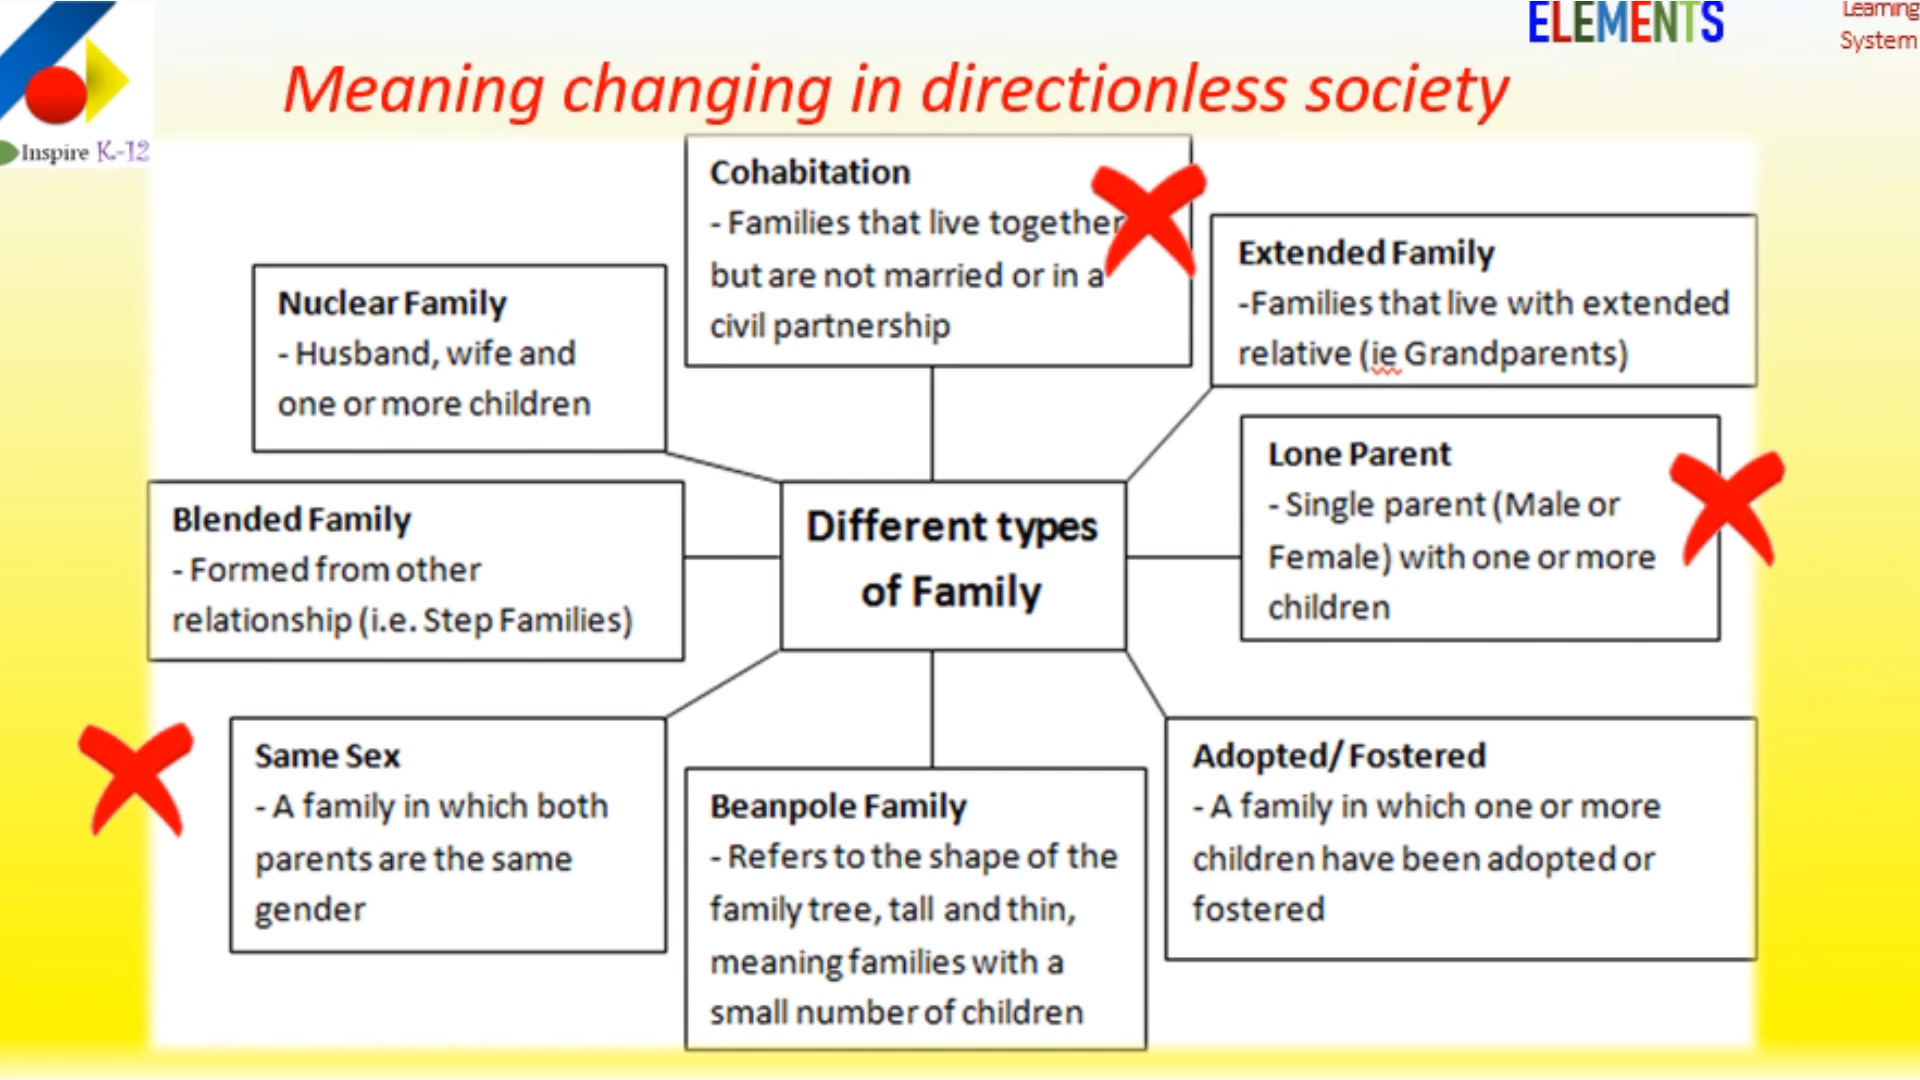 ELEMENTS
Learning
System
Inspire K-12
Meaning changing in directionless society
Cohabitation
- Families that live together
but are not married or in a
civil partnership
Extended Family
-Families that live with extended
relative (ie Grandparents)
Nuclear Family
- Husband, wife and
one or more children
Lone Parent
- Single parent (Male or
Female) with one or more
children
Blended Family
- Formed from other
relationship (i.e. Step Families)
Different types
of Family
Same Sex
- A family in which both
parents are the same
gender
Beanpole Family
- Refers to the shape of the
family tree, tall and thin,
meaning families with a
small number of children
Adopted/ Fostered
- A family in which one or more
children have been adopted or
fostered